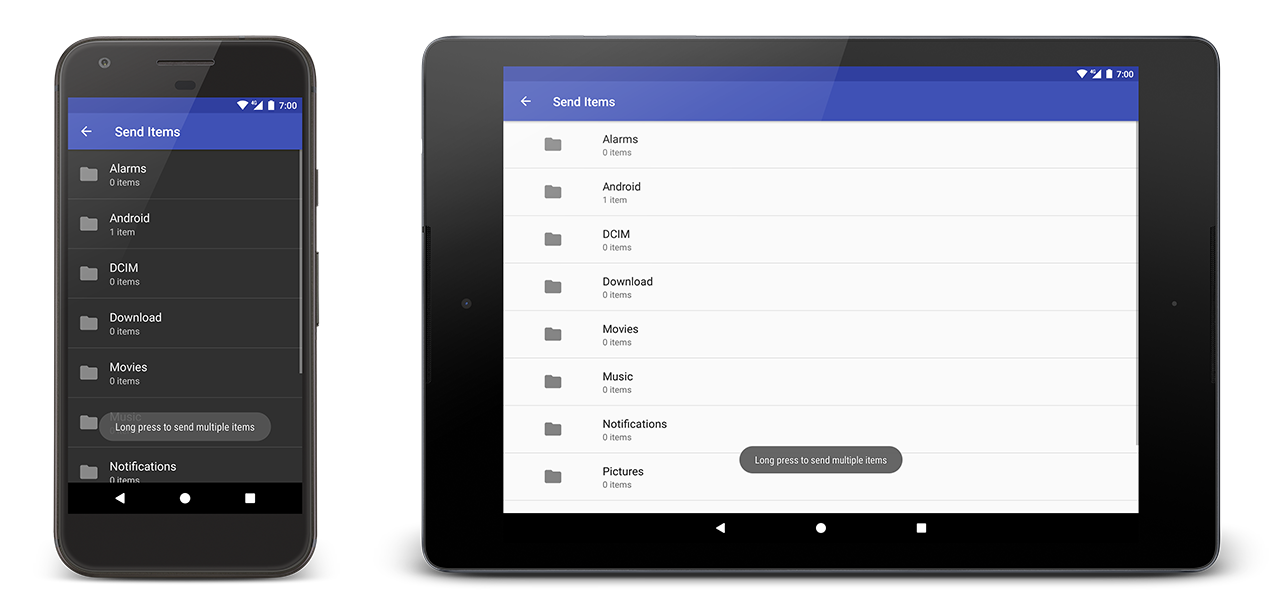 4G 7:00
Send Items
Alarms
0 items
Android
1 item
DCIM
0 items
Download
0 items
Movies
0 items
Music
Long press to send multiple items
Notifications
0 items
4G 7:00
Send Items
Alarms
0 items
Android
1 item
DCIM
0 items
Download
0 items
Movies
0 items
Music
0 items
Notifications
0 items
Pictures
0 items
Long press to send multiple items